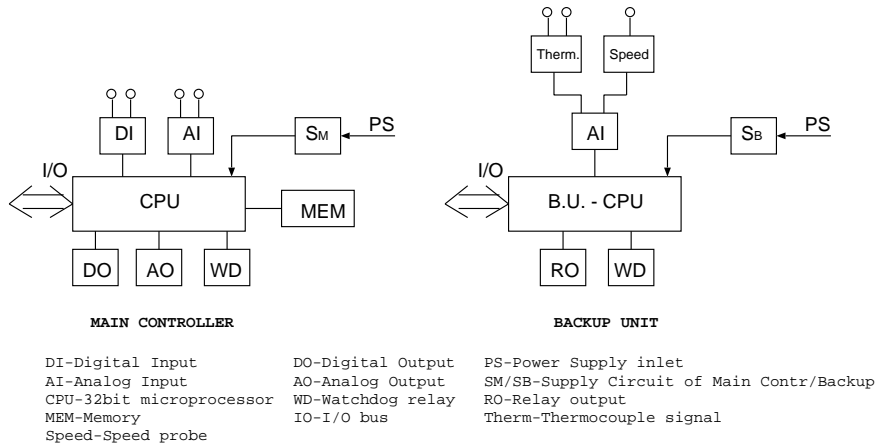 Therm. Speed
DI AI SM PS AI SB PS
I/O I/O
CPU MEM B.U. - CPU
DO AO WD RO WD
MAIN CONTROLLER BACKUP UNIT
DI-Digital Input DO-Digital Output PS-Power Supply inlet
AI-Analog Input AO-Analog Output SM/SB-Supply Circuit of Main Contr/Backup
CPU-32bit microprocessor WD-Watchdog relay RO-Relay output
MEM-Memory IO-I/O bus Therm-Thermocouple signal
Speed-Speed probe